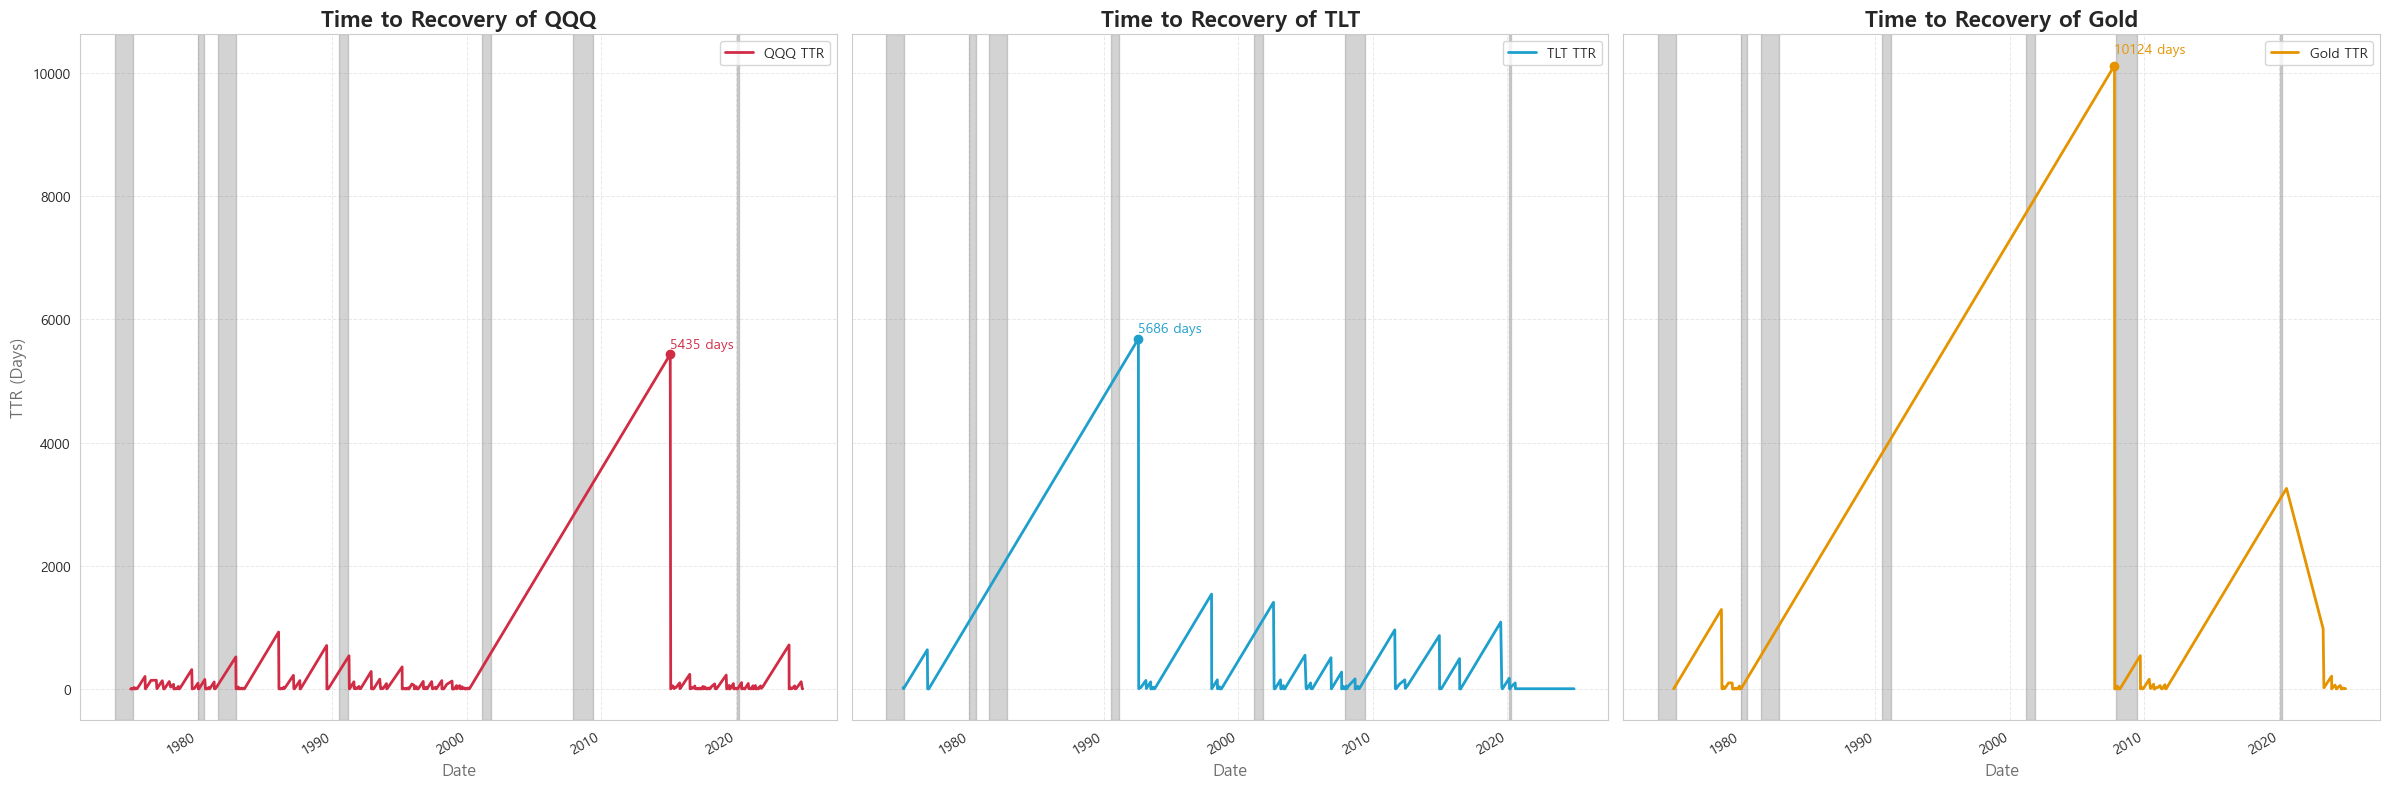 Time to Recovery of QQQ
QQQ TTR
5435 days
TTR (Days)
10000
8000
6000
4000
2000
0
1980
1990
2000
2010
2020
Date
Time to Recovery of TLT
TLT TTR
5686 days
1980
1990
2000
2010
2020
Date
Time to Recovery of Gold
10124 days
Gold TTR
1980
1990
2000
2010
2020
Date